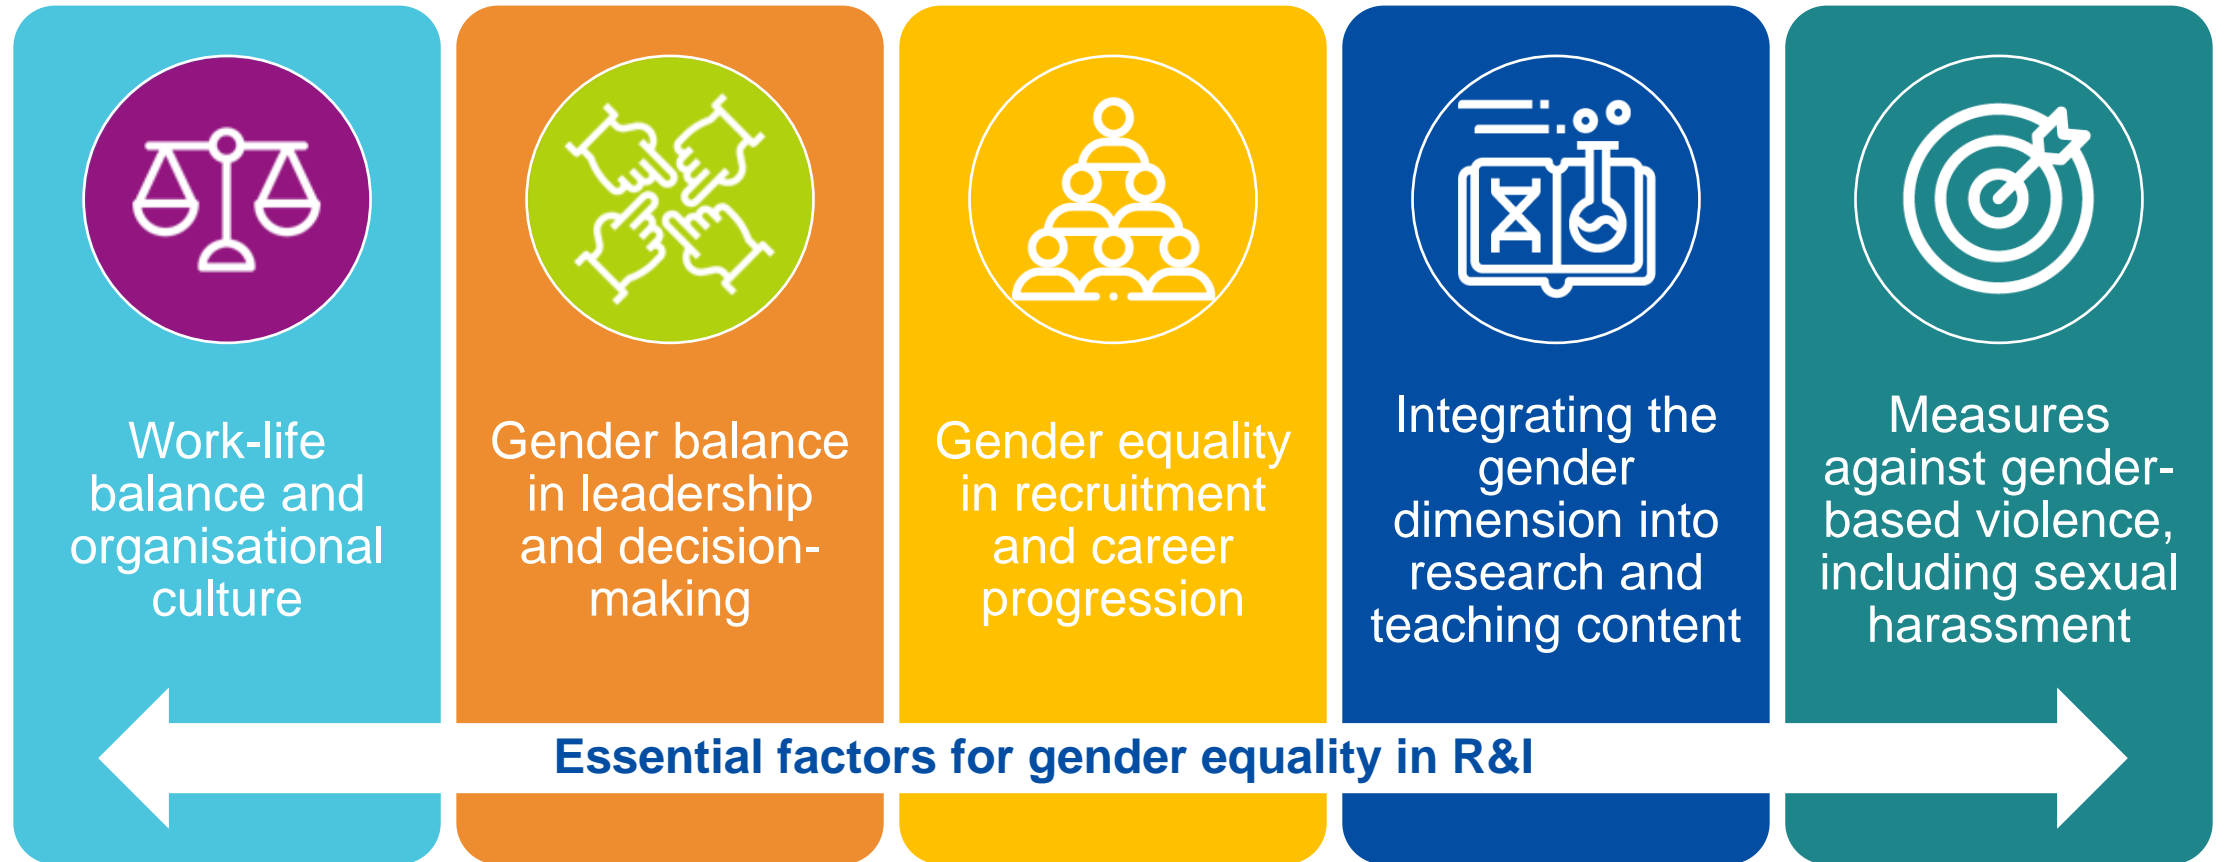 Work-life
balance and
organisational
culture
Gender balance
in leadership
and decision-
making
Gender equality
in recruitment
and career
progression
Integrating the
gender
dimension into
research and
teaching content
Measures
against gender-
based violence,
including sexual
harassment
Essential factors for gender equality in R&I